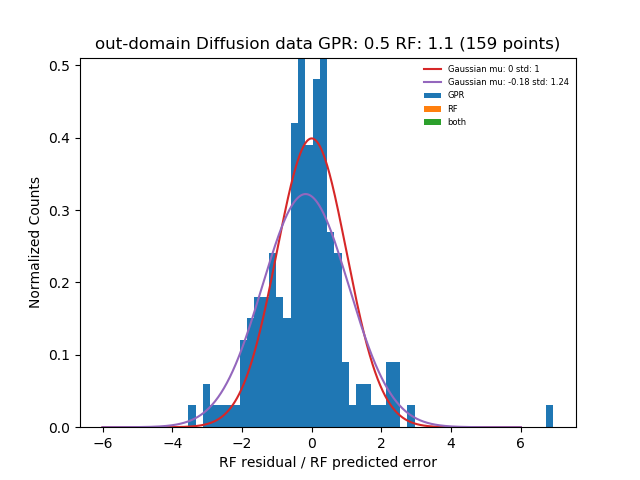 out-domain Diffusion data GPR: 0.5 RF: 1.1 (159 points)
Gaussian mu: 0 std: 1
Gaussian mu: -0.18 std: 1.24
GPR
RF
both
Normalized Counts
0.5
0.4
0.3
0.2
0.1
0.0
−6 −4 −2 0 2 4 6
RF residual / RF predicted error